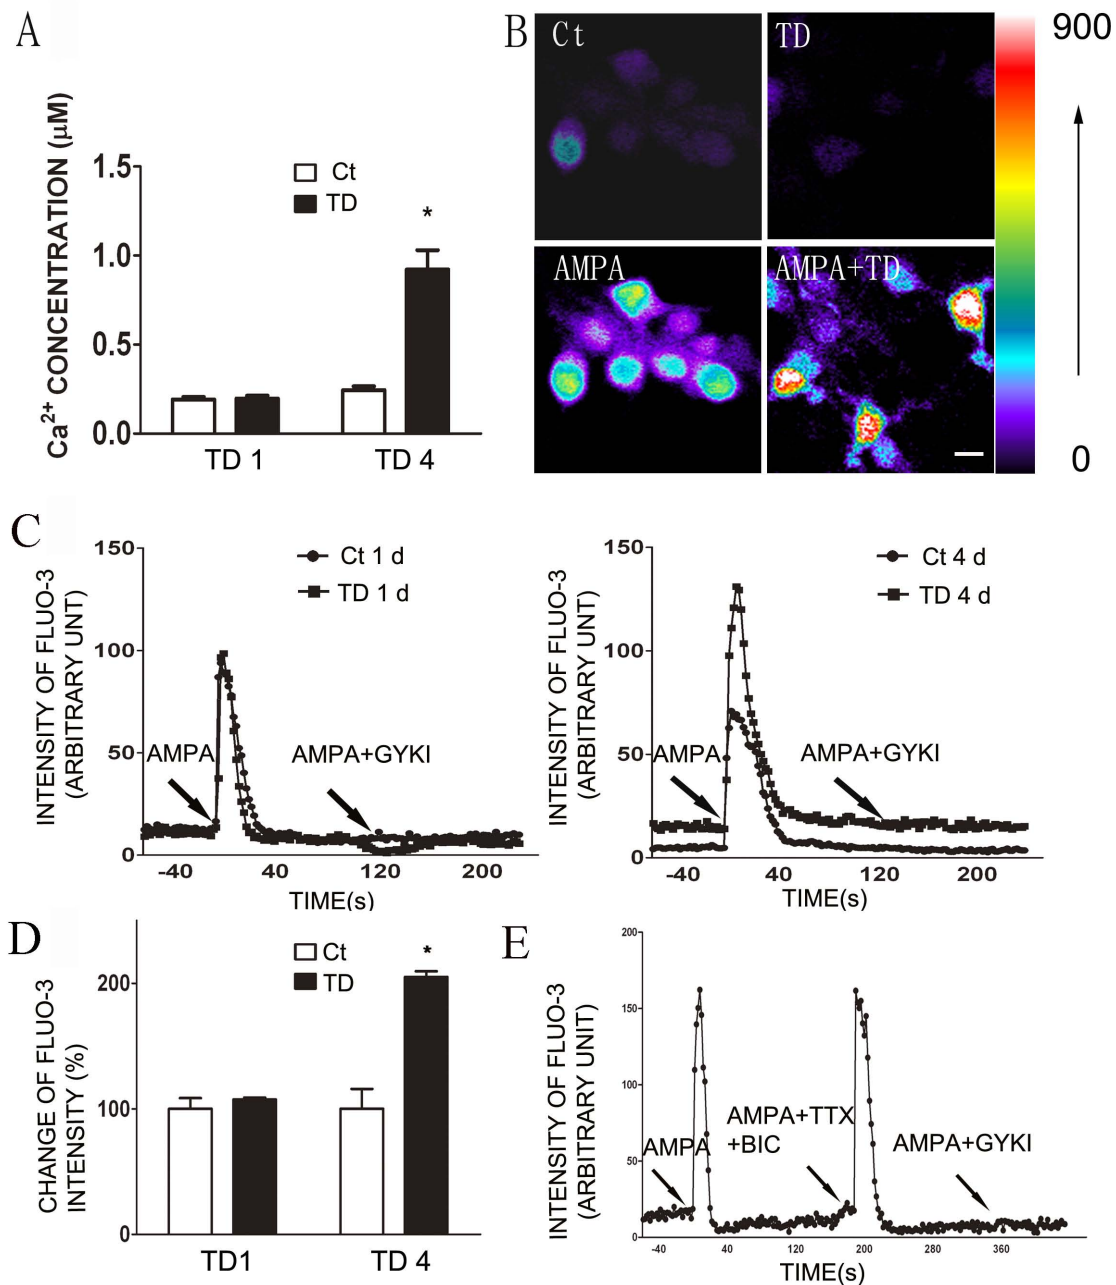 A
Ca²⁺ CONCENTRATION (µM)
1.5
1.0
0.5
0.0
Ct
TD
*
TD 1
TD 4
B
Ct
TD
AMPA
AMPA+TD
900
0
C
INTENSITY OF FLUO-3
(ARBITRARY UNT)
150
100
50
0
Ct 1 d
TD 1 d
AMPA
AMPA+GYKI
-40
40
120
200
TIME(s)
INTENSITY OF FLUO-3
(ARBITRARY UNIT)
150
100
50
0
Ct 4 d
TD 4 d
AMPA
AMPA+GYKI
-40
40
120
200
TIME(s)
D
CHANGE OF FLUO-3
INTENSITY (%)
200
100
0
Ct
TD
*
TD1
TD 4
E
INTENSITY OF FLUO-3
(ARBITRARY UNIT)
200
150
100
50
0
AMPA
AMPA+TTX
+BIC
AMPA+GYKI
-40
40
120
200
280
360
TIME(s)